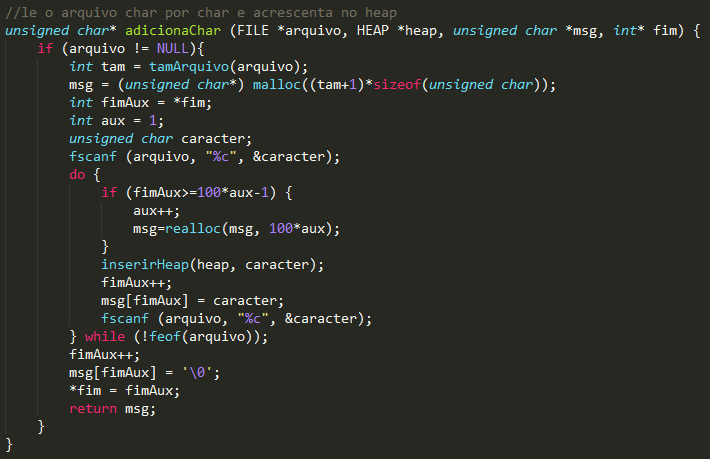 //le o arquivo char por char e acrescenta no heap
unsigned char* adicionaChar (FILE *arquivo, HEAP *heap, unsigned char *msg, int* fim) {
    if (arquivo != NULL){
        int tam = tamArquivo(arquivo);
        msg = (unsigned char*) malloc((tam+1)*sizeof(unsigned char));
        int fimAux = *fim;
        int aux = 1;
        unsigned char caracter;
        fscanf (arquivo, "%c", &caracter);
        do {
            if (fimAux>=100*aux-1) {
                aux++;
                msg=realloc(msg, 100*aux);
            }
            inserirHeap(heap, caracter);
            fimAux++;
            msg[fimAux] = caracter;
            fscanf (arquivo, "%c", &caracter);
        } while (!feof(arquivo));
        fimAux++;
        msg[fimAux] = '\0';
        *fim = fimAux;
        return msg;
    }
}